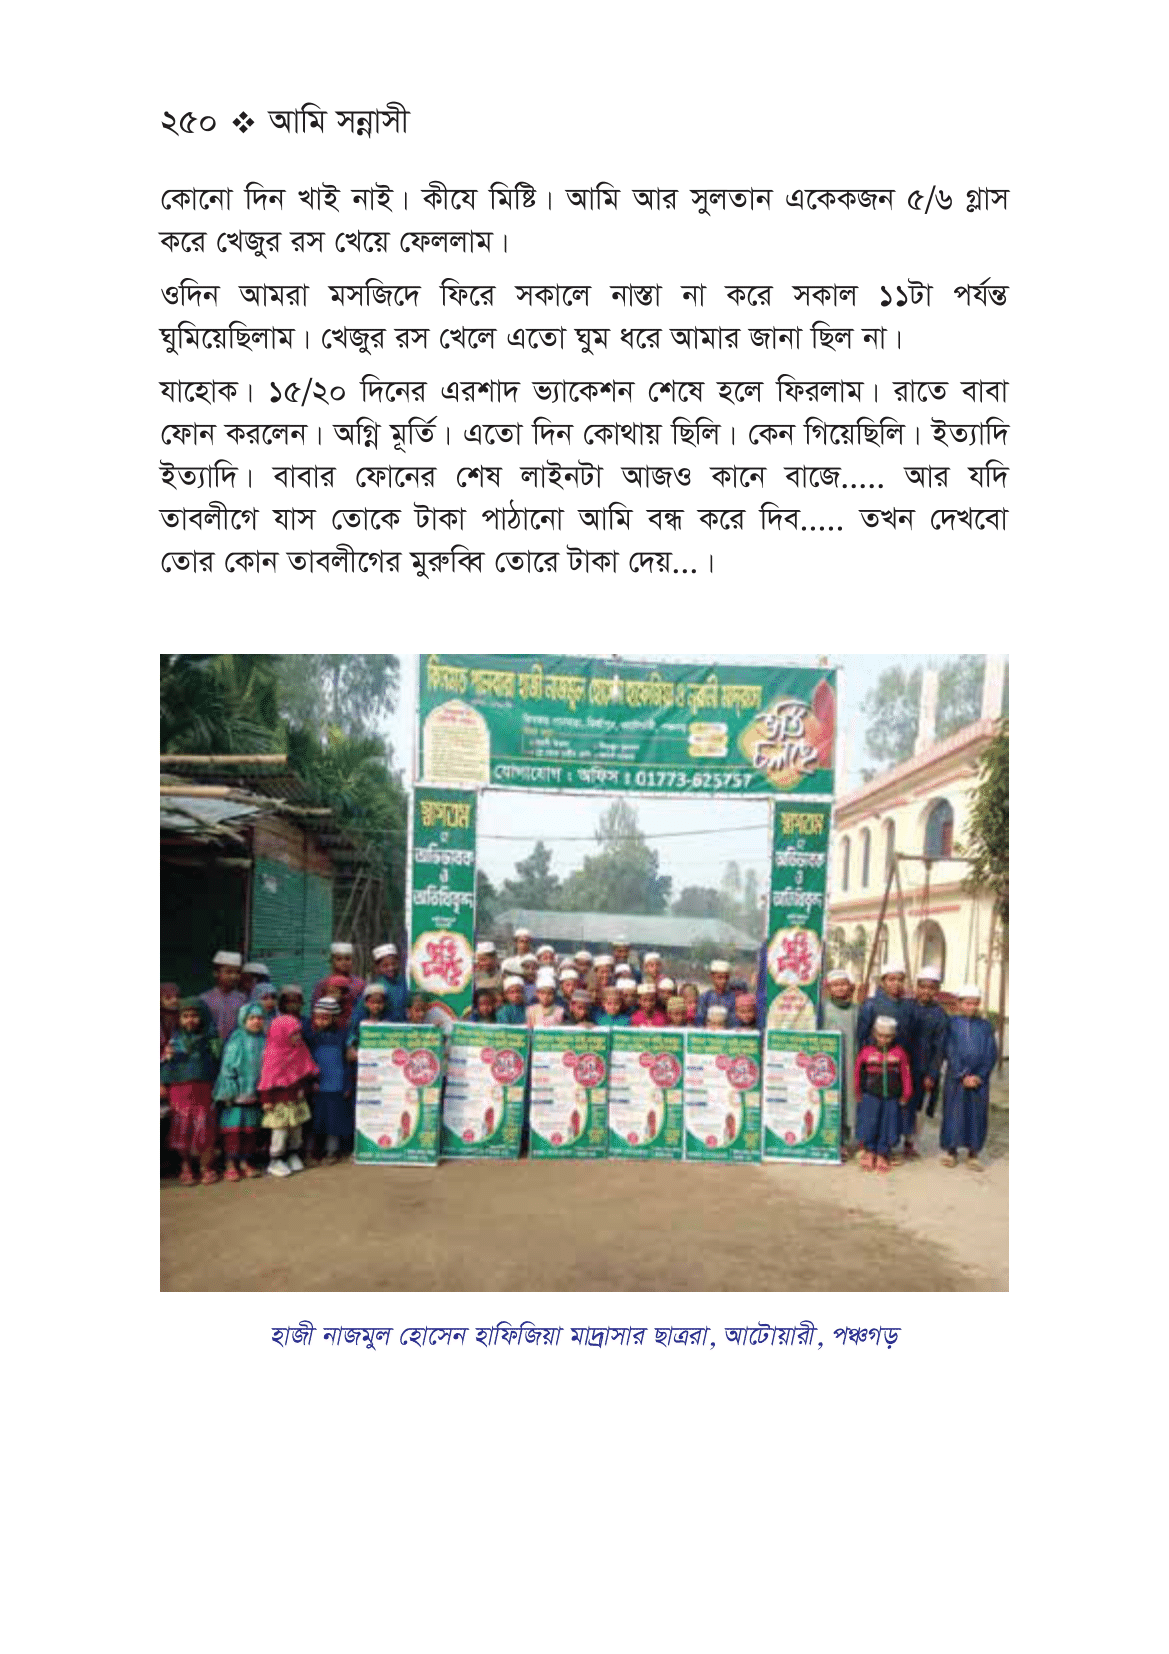 ২৫০ ❖ আমি সন্নাসী
কোনো দিন খাই নাই। কীযে মিষ্টি। আমি আর সুলতান একেকজন ৫/৬ গ্লাস
করে খেজুর রস খেয়ে ফেললাম।
ওদিন আমরা মসজিদে ফিরে সকালে নাস্তা না করে সকাল ১১টা পর্যন্ত
ঘুমিয়েছিলাম। খেজুর রস খেলে এতো ঘুম ধরে আমার জানা ছিল না।
যাহোক। ১৫/২০ দিনের এরশাদ ভ্যাকেশন শেষে হলে ফিরলাম। রাতে বাবা
ফোন করলেন। অগ্নি মূর্তি। এতো দিন কোথায় ছিলি। কেন গিয়েছিলি। ইত্যাদি
ইত্যাদি। বাবার ফোনের শেষ লাইনটা আজও কানে বাজে..... আর যদি
তাবলীগে যাস তোকে টাকা পাঠানো আমি বন্ধ করে দিব..... তখন দেখবো
তোর কোন তাবলীগের মুরুব্বি তোরে টাকা দেয়...।
হাজী নাজমুল হোসেন হাফেজিয়া ও নূরানী মাদ্রাসা
ভর্তি চলছে
যোগাযোগ : অফিস : 01773-625757
স্বাগতম
অভিভাবক
ও
অতিথিবৃন্দ
ভর্তি চলছে
স্বাগতম
অভিভাবক
ও
অতিথিবৃন্দ
ভর্তি চলছে
হাজী নাজমুল হোসেন হাফিজিয়া মাদ্রাসার ছাত্ররা, আটোয়ারী, পঞ্চগড়